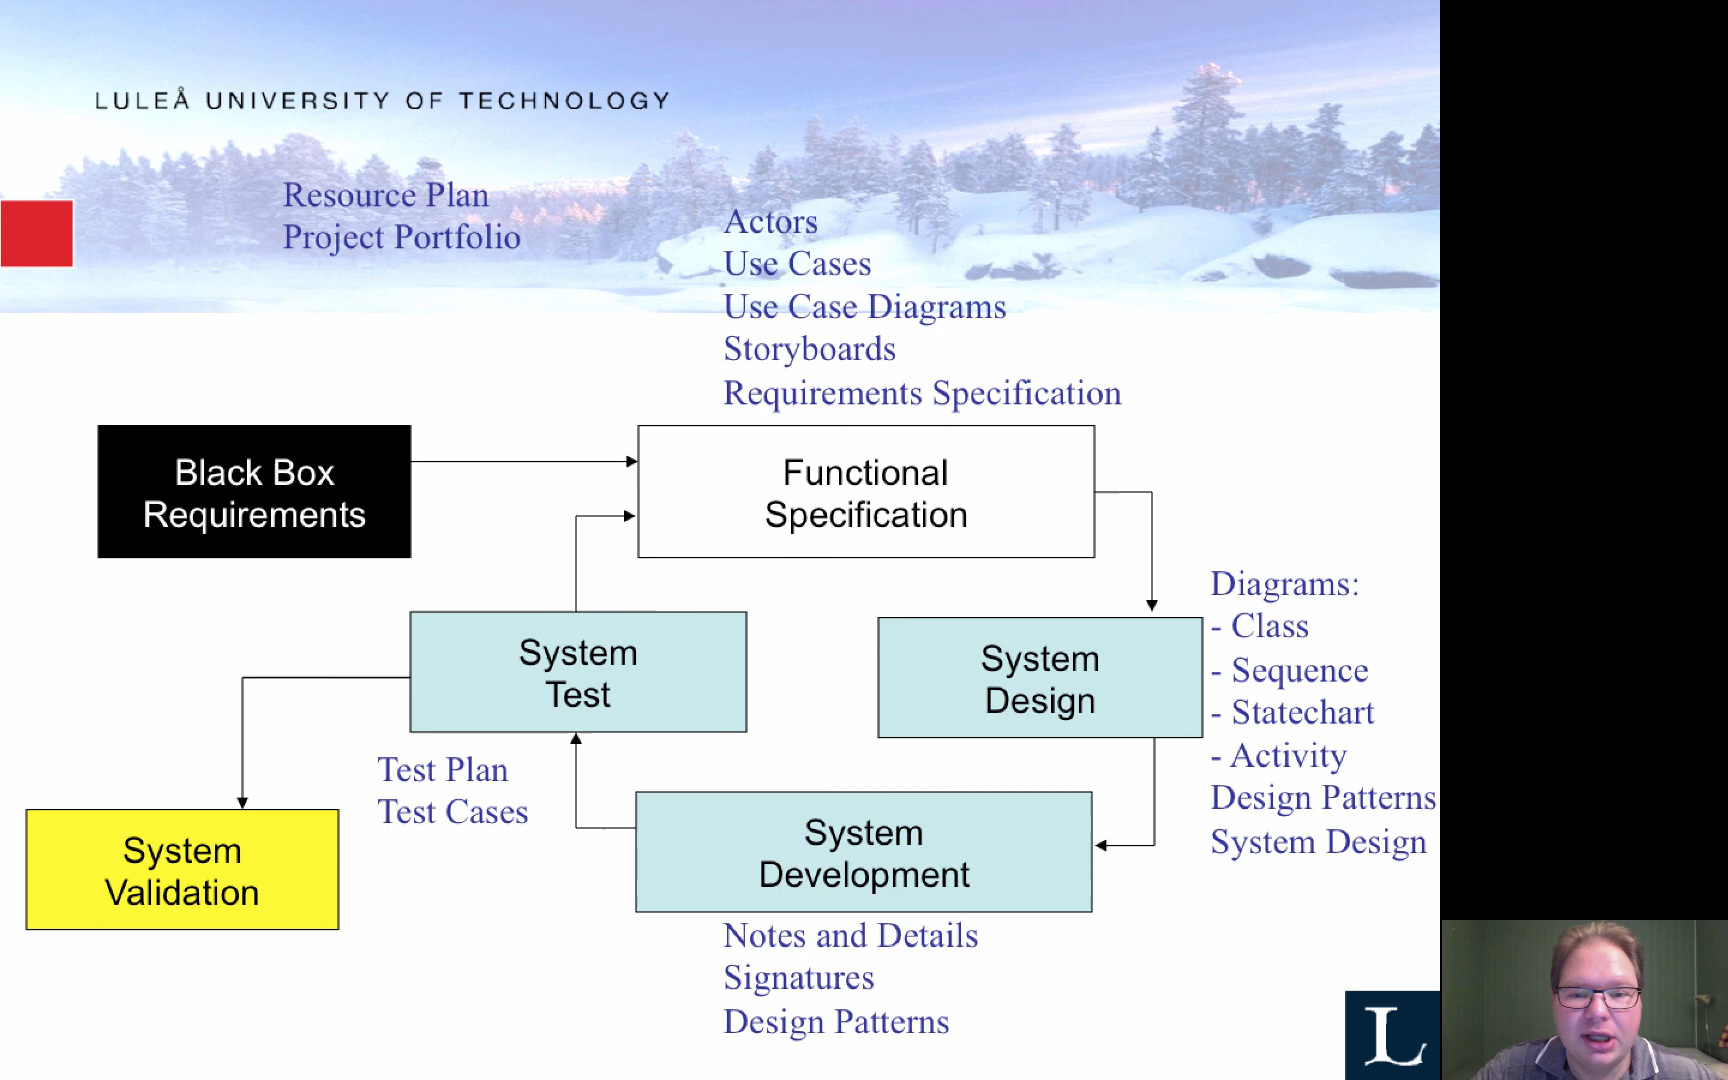 LULEÅ UNIVERSITY OF TECHNOLOGY
Resource Plan
Project Portfolio
Actors
Use Cases
Use Case Diagrams
Storyboards
Requirements Specification
Black Box
Requirements
Functional
Specification
System
Test
System
Design
Diagrams:
- Class
- Sequence
- Statechart
- Activity
Design Patterns
System Design
Test Plan
Test Cases
System
Validation
System
Development
Notes and Details
Signatures
Design Patterns
L